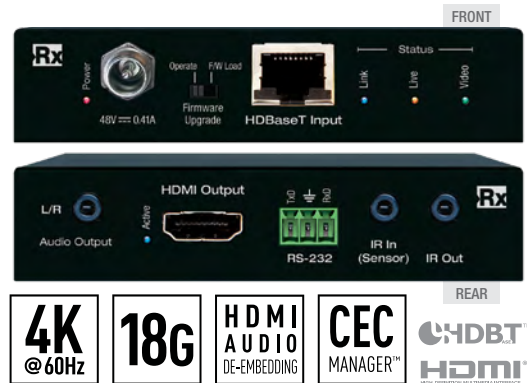 FRONT
Rx
Power
48V 0.41A
Operate F/W Load
Firmware
Upgrade
HDBaseT Input
Status
Link
Live
Video
L/R
Audio Output
Active
HDMI Output
TxD
RxD
RS-232
IR In
(Sensor)
IR Out
Rx
REAR
4K
@60Hz
18G
HDMI
AUDIO
DE-EMBEDDING
CEC
MANAGER™
HDBT
HDMI